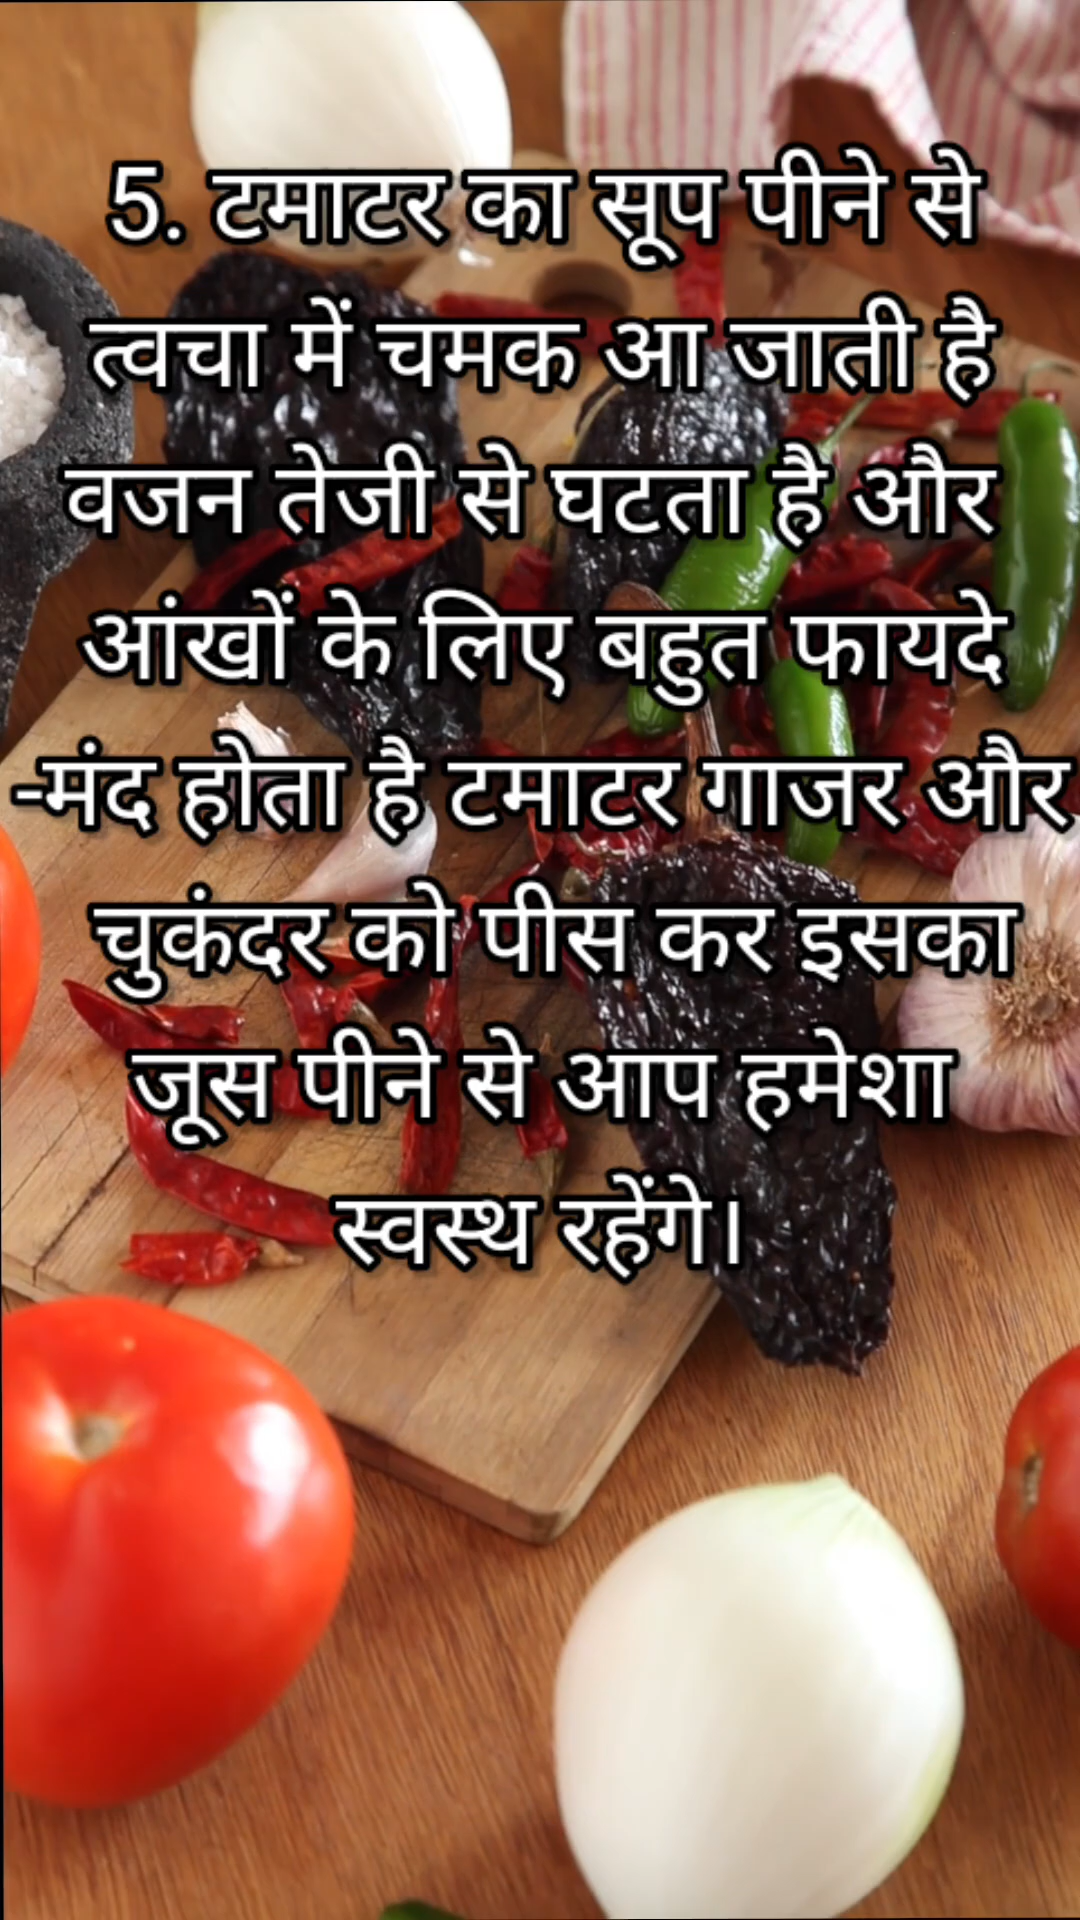 5. टमाटर का सूप पीने से
त्वचा में चमक आ जाती है
वजन तेजी से घटता है और
आंखों के लिए बहुत फायदे
-मंद होता है टमाटर गाजर और
चुकंदर को पीस कर इसका
जूस पीने से आप हमेशा
स्वस्थ रहेंगे।